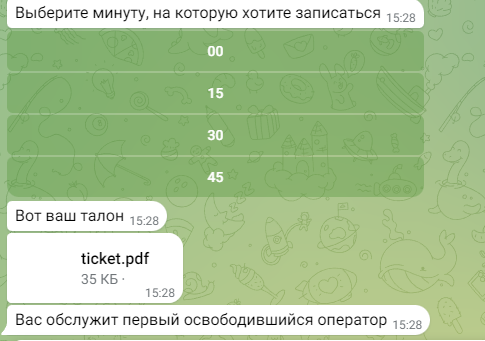 Выберите минуту, на которую хотите записаться 15:28
00
15
30
45
Вот ваш талон 15:28
ticket.pdf
35 КБ ·
15:28
Вас обслужит первый освободившийся оператор 15:28